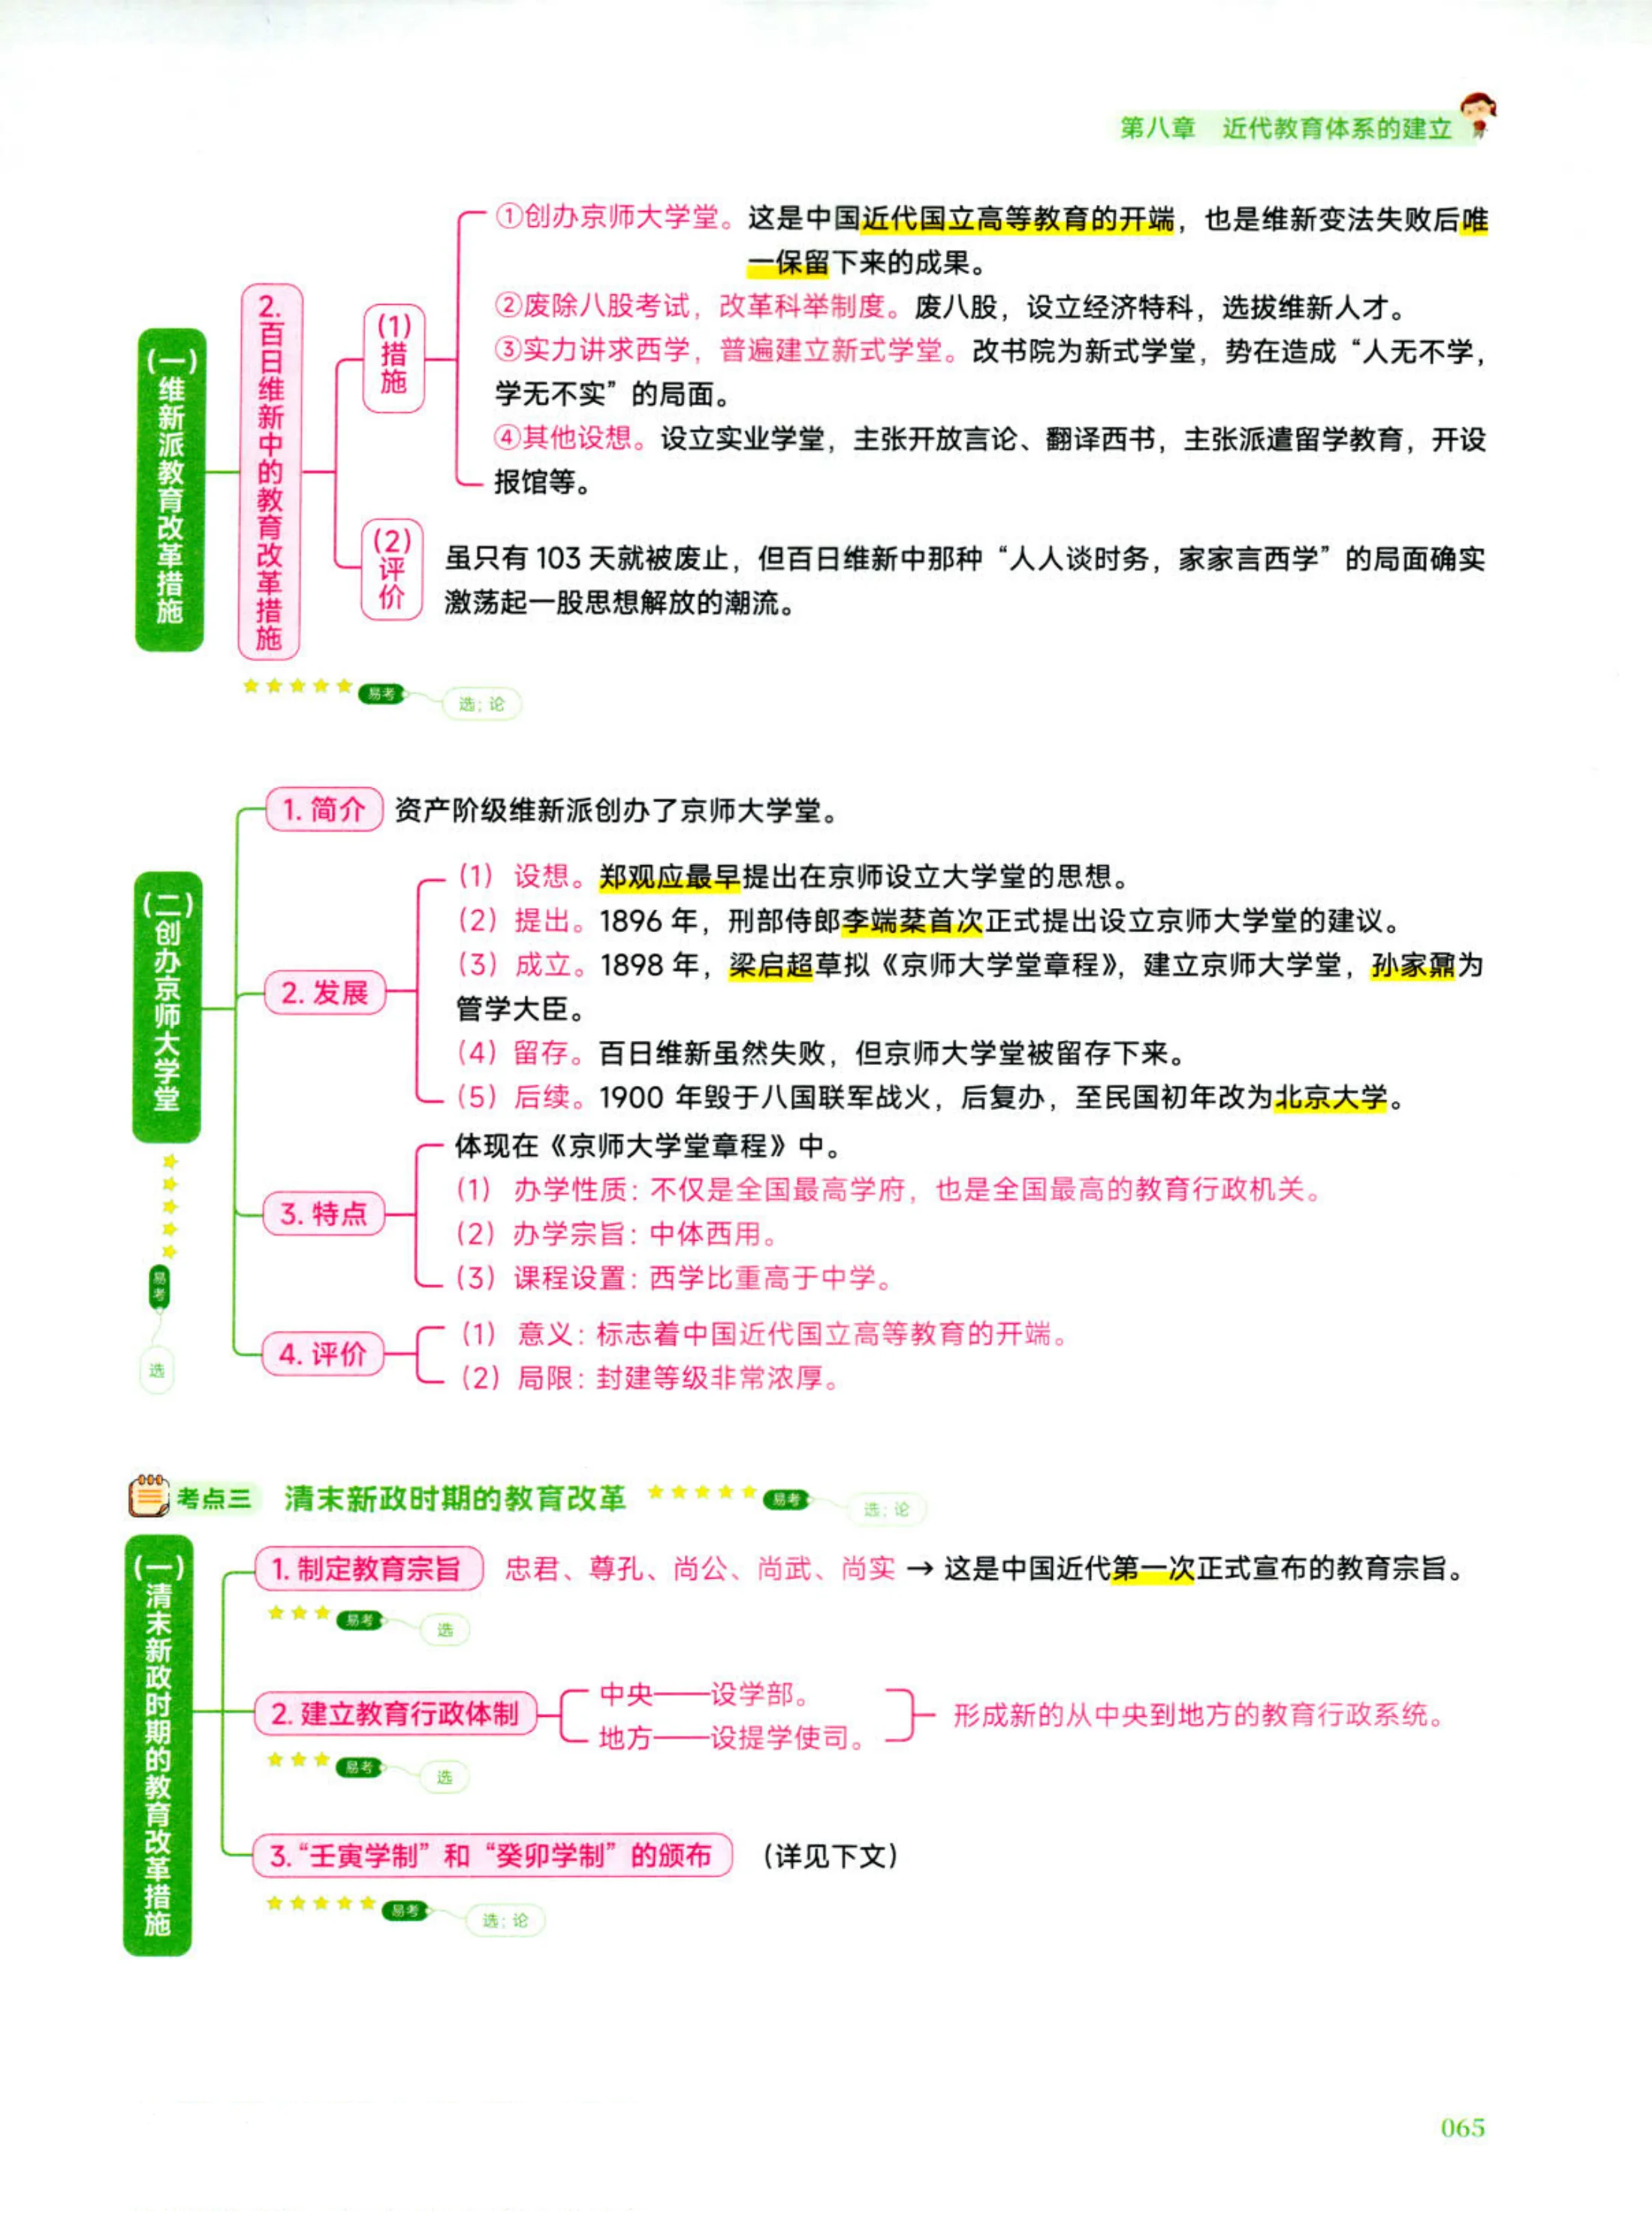 第八章 近代教育体系的建立
(一)维新派教育改革措施
2.百日维新中的教育改革措施
(1)措施
①创办京师大学堂。这是中国近代国立高等教育的开端，也是维新变法失败后唯
一保留下来的成果。
②废除八股考试，改革科举制度。废八股，设立经济特科，选拔维新人才。
③实力讲求西学，普遍建立新式学堂。改书院为新式学堂，势在造成“人无不学，
学无不实”的局面。
④其他设想。设立实业学堂，主张开放言论、翻译西书，主张派遣留学教育，开设
报馆等。
(2)评价
虽只有 103 天就被废止，但百日维新中那种“人人谈时务，家家言西学”的局面确实
激荡起一股思想解放的潮流。
易考
选；论
(二)创办京师大学堂
易考
选
1. 简介 资产阶级维新派创办了京师大学堂。
2. 发展
（1）设想。郑观应最早提出在京师设立大学堂的思想。
（2）提出。1896 年，刑部侍郎李端棻首次正式提出设立京师大学堂的建议。
（3）成立。1898 年，梁启超草拟《京师大学堂章程》，建立京师大学堂，孙家鼐为
管学大臣。
（4）留存。百日维新虽然失败，但京师大学堂被留存下来。
（5）后续。1900 年毁于八国联军战火，后复办，至民国初年改为北京大学。
3. 特点
体现在《京师大学堂章程》中。
（1）办学性质：不仅是全国最高学府，也是全国最高的教育行政机关。
（2）办学宗旨：中体西用。
（3）课程设置：西学比重高于中学。
4. 评价
（1）意义：标志着中国近代国立高等教育的开端。
（2）局限：封建等级非常浓厚。
考点三 清末新政时期的教育改革 易考 选；论
(一)清末新政时期的教育改革措施
1. 制定教育宗旨 忠君、尊孔、尚公、尚武、尚实 → 这是中国近代第一次正式宣布的教育宗旨。
易考 选
2. 建立教育行政体制
中央——设学部。
地方——设提学使司。
形成新的从中央到地方的教育行政系统。
易考 选
3.“壬寅学制”和“癸卯学制”的颁布 （详见下文）
易考 选；论
065